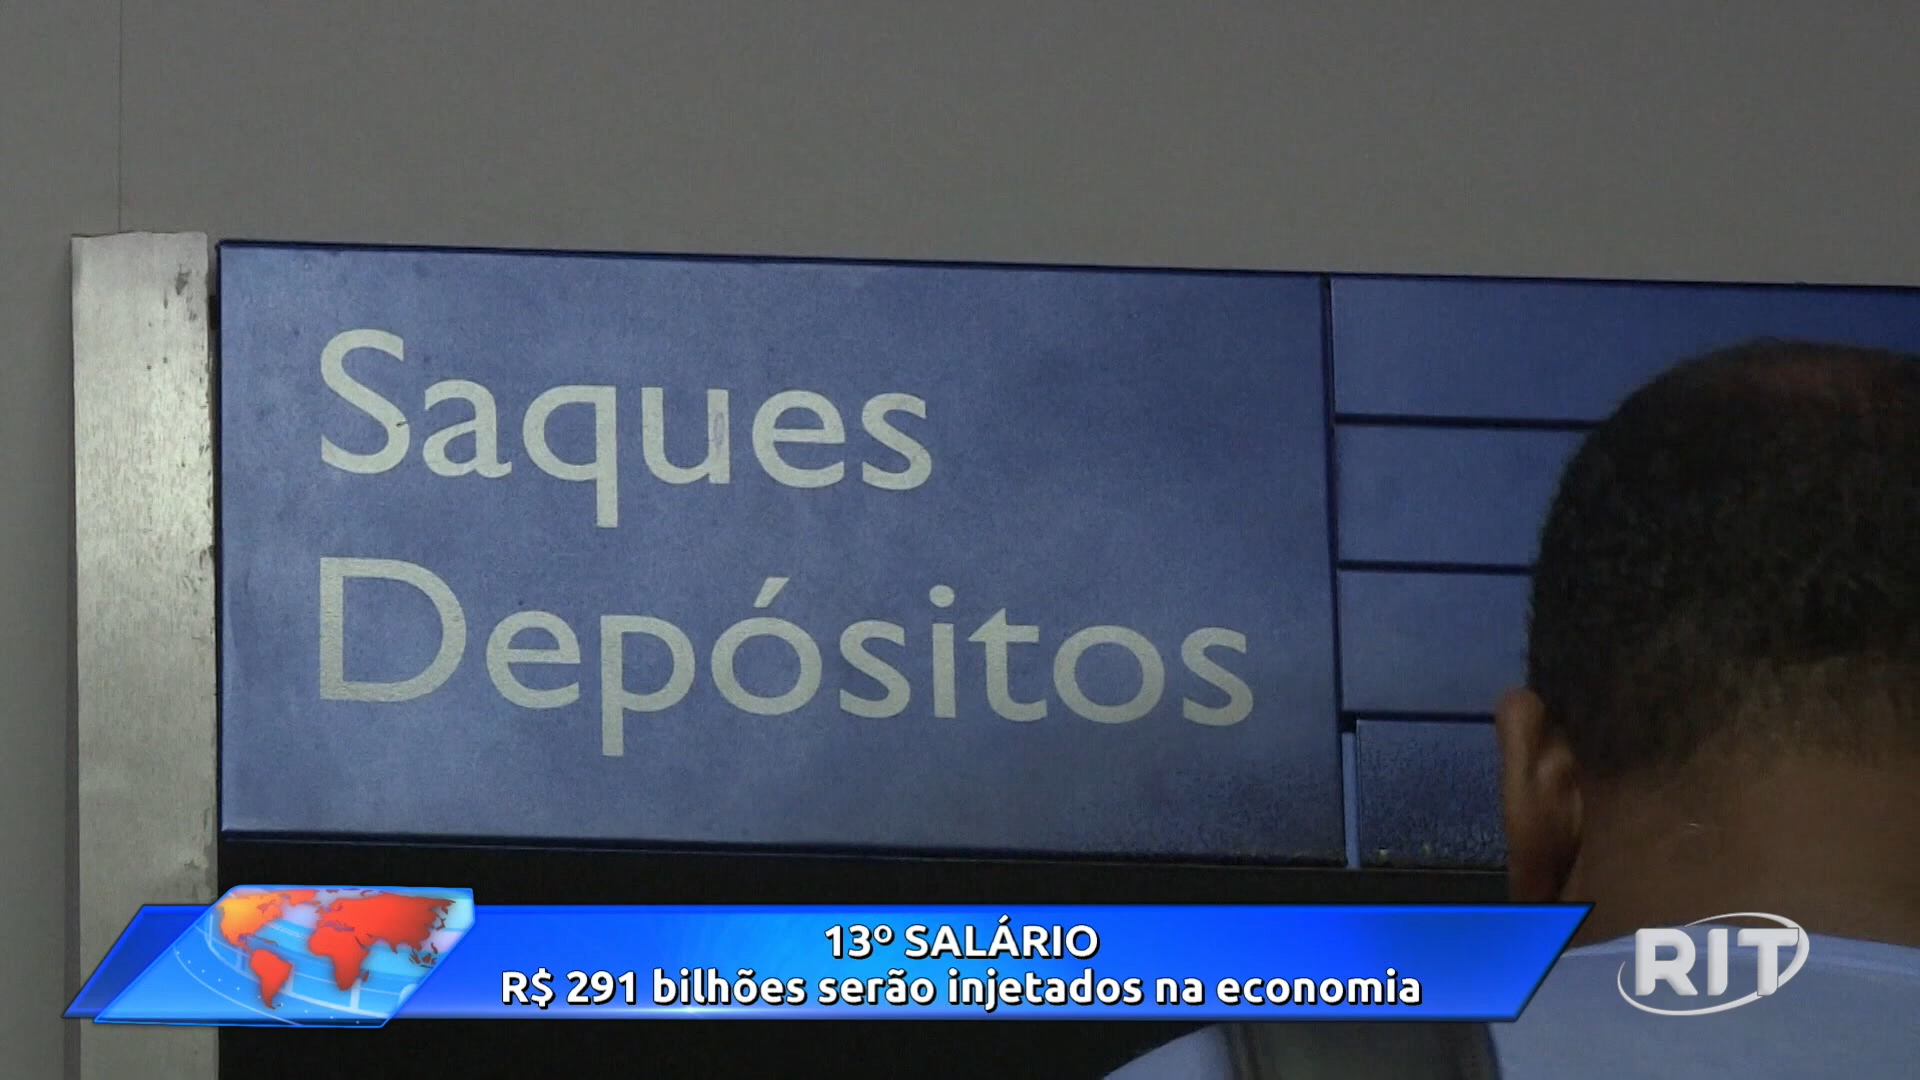 Saques
Depósitos
13º SALÁRIO
R$ 291 bilhões serão injetados na economia
RIT